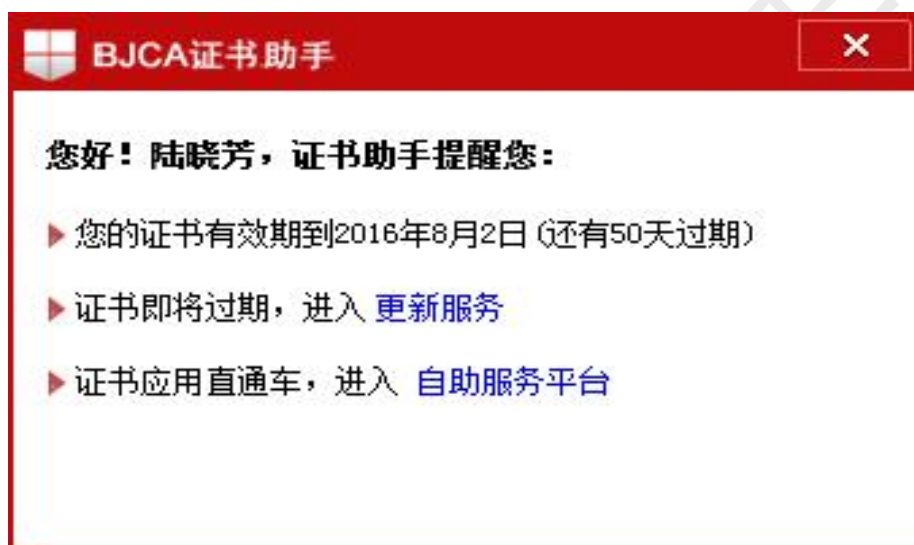 BJCA证书助手
您好！陆晓芳，证书助手提醒您：
您的证书有效期到2016年8月2日（还有50天过期）
证书即将过期，进入 更新服务
证书应用直通车，进入 自助服务平台